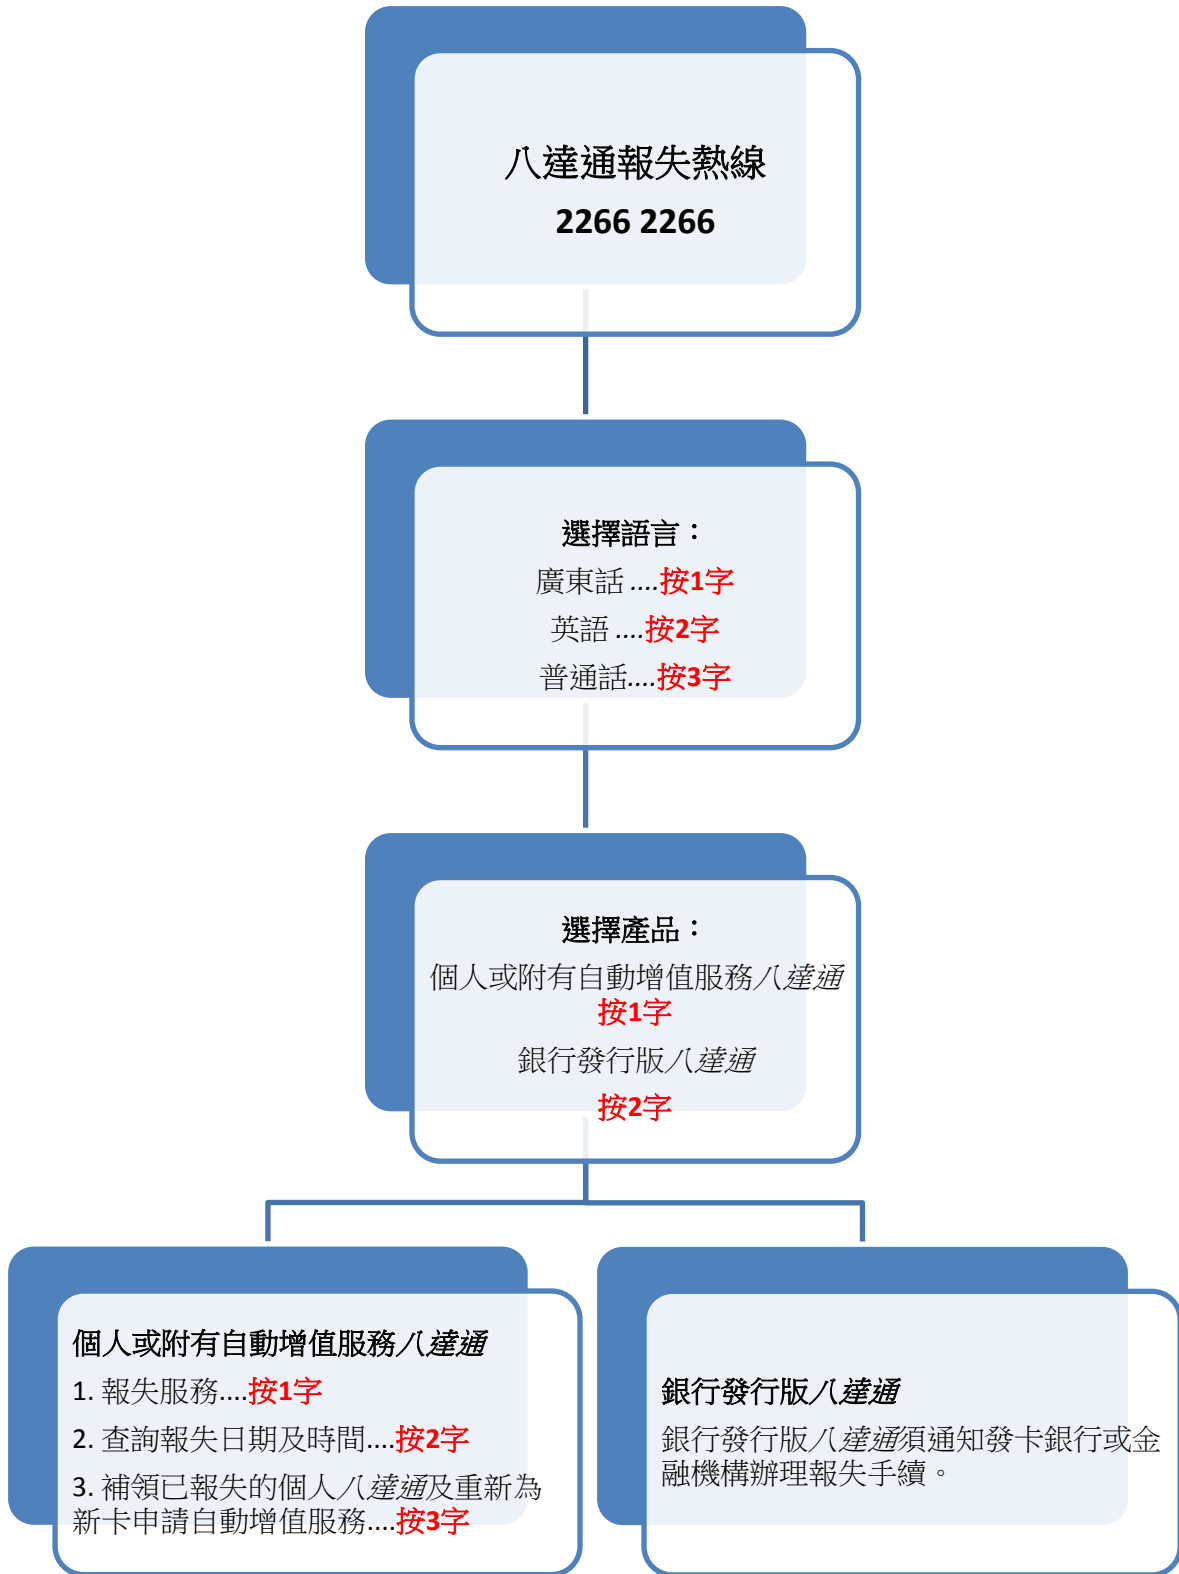 八達通報失熱線
2266 2266
選擇語言：
廣東話 ....按1字
英語 ....按2字
普通話....按3字
選擇產品：
個人或附有自動增值服務八達通
按1字
銀行發行版八達通
按2字
個人或附有自動增值服務八達通
1. 報失服務....按1字
2. 查詢報失日期及時間....按2字
3. 補領已報失的個人八達通及重新為
新卡申請自動增值服務....按3字
銀行發行版八達通
銀行發行版八達通須通知發卡銀行或金
融機構辦理報失手續。